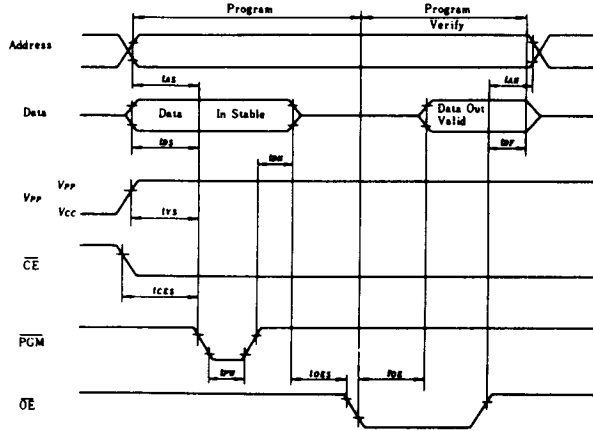 Program
Program
Verify
Address
tAS
tAH
Data
Data
In Stable
Data Out
Valid
tDS
tDH
tDF
VPP
VPP
VCC
tVS
CE
tCES
PGM
tPW
tOES
tOE
OE